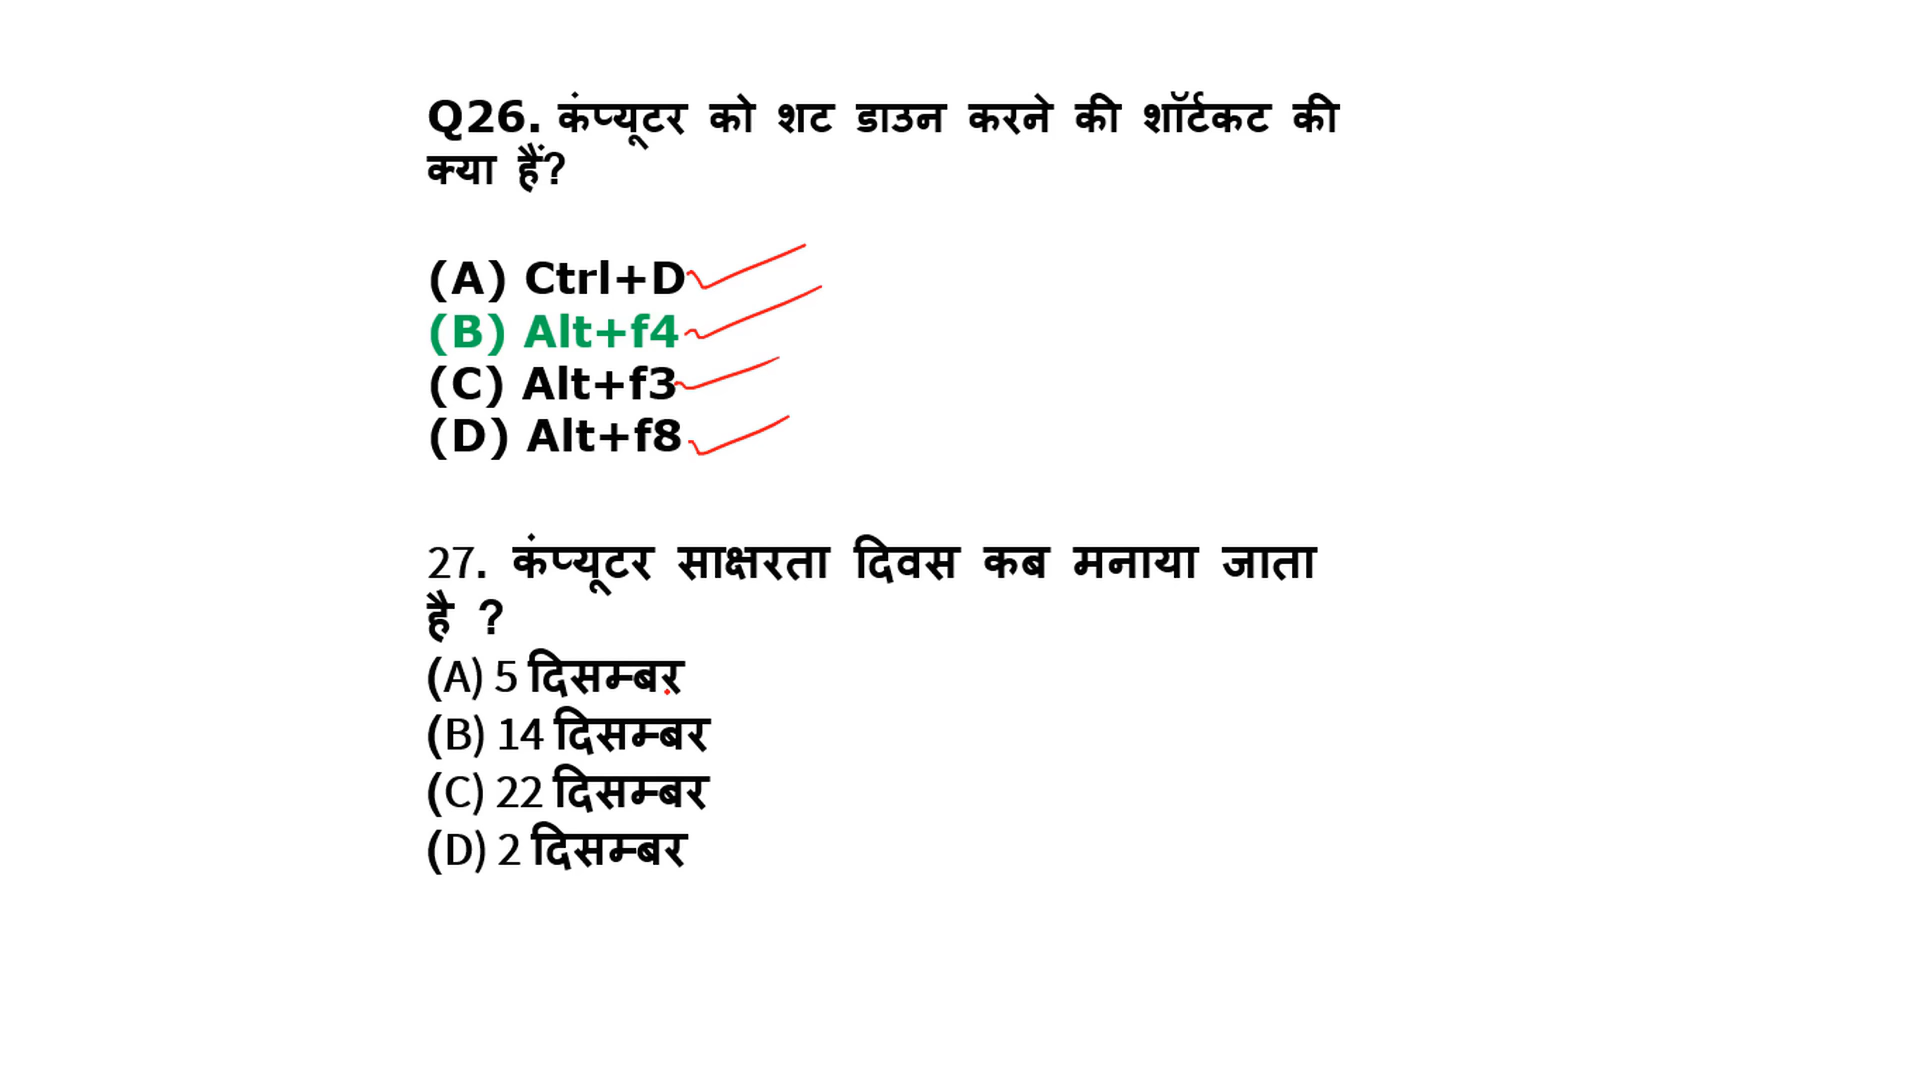 Q26. कंप्यूटर को शट डाउन करने की शॉर्टकट की
क्या हैं?
(A) Ctrl+D
(B) Alt+f4
(C) Alt+f3
(D) Alt+f8
27. कंप्यूटर साक्षरता दिवस कब मनाया जाता
है ?
(A) 5 दिसम्बर
(B) 14 दिसम्बर
(C) 22 दिसम्बर
(D) 2 दिसम्बर